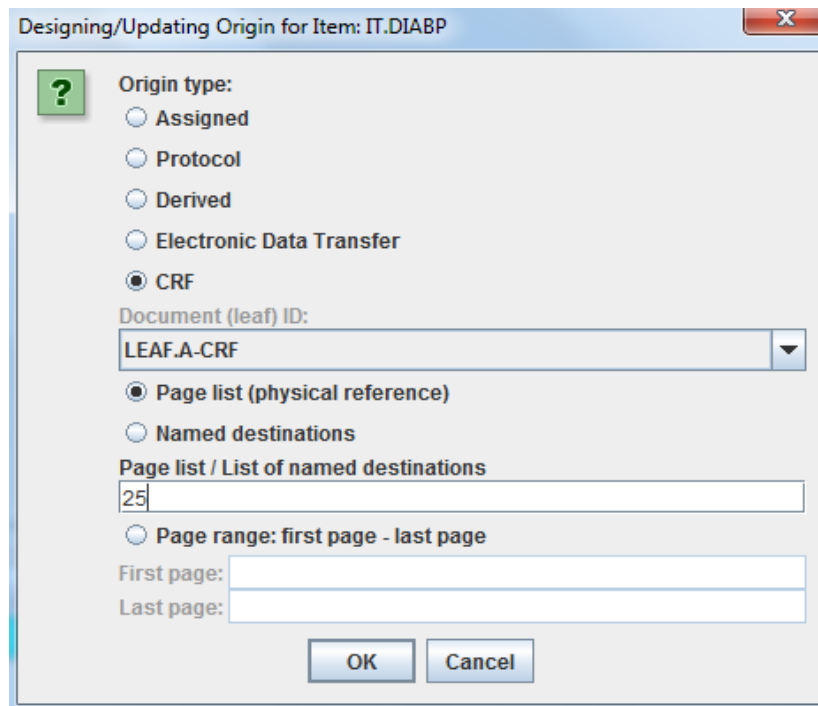 Designing/Updating Origin for Item: IT.DIABP
x
?
Origin type:
Assigned
Protocol
Derived
Electronic Data Transfer
CRF
Document (leaf) ID:
LEAF.A-CRF
Page list (physical reference)
Named destinations
Page list / List of named destinations
25
Page range: first page - last page
First page:
Last page:
OK Cancel